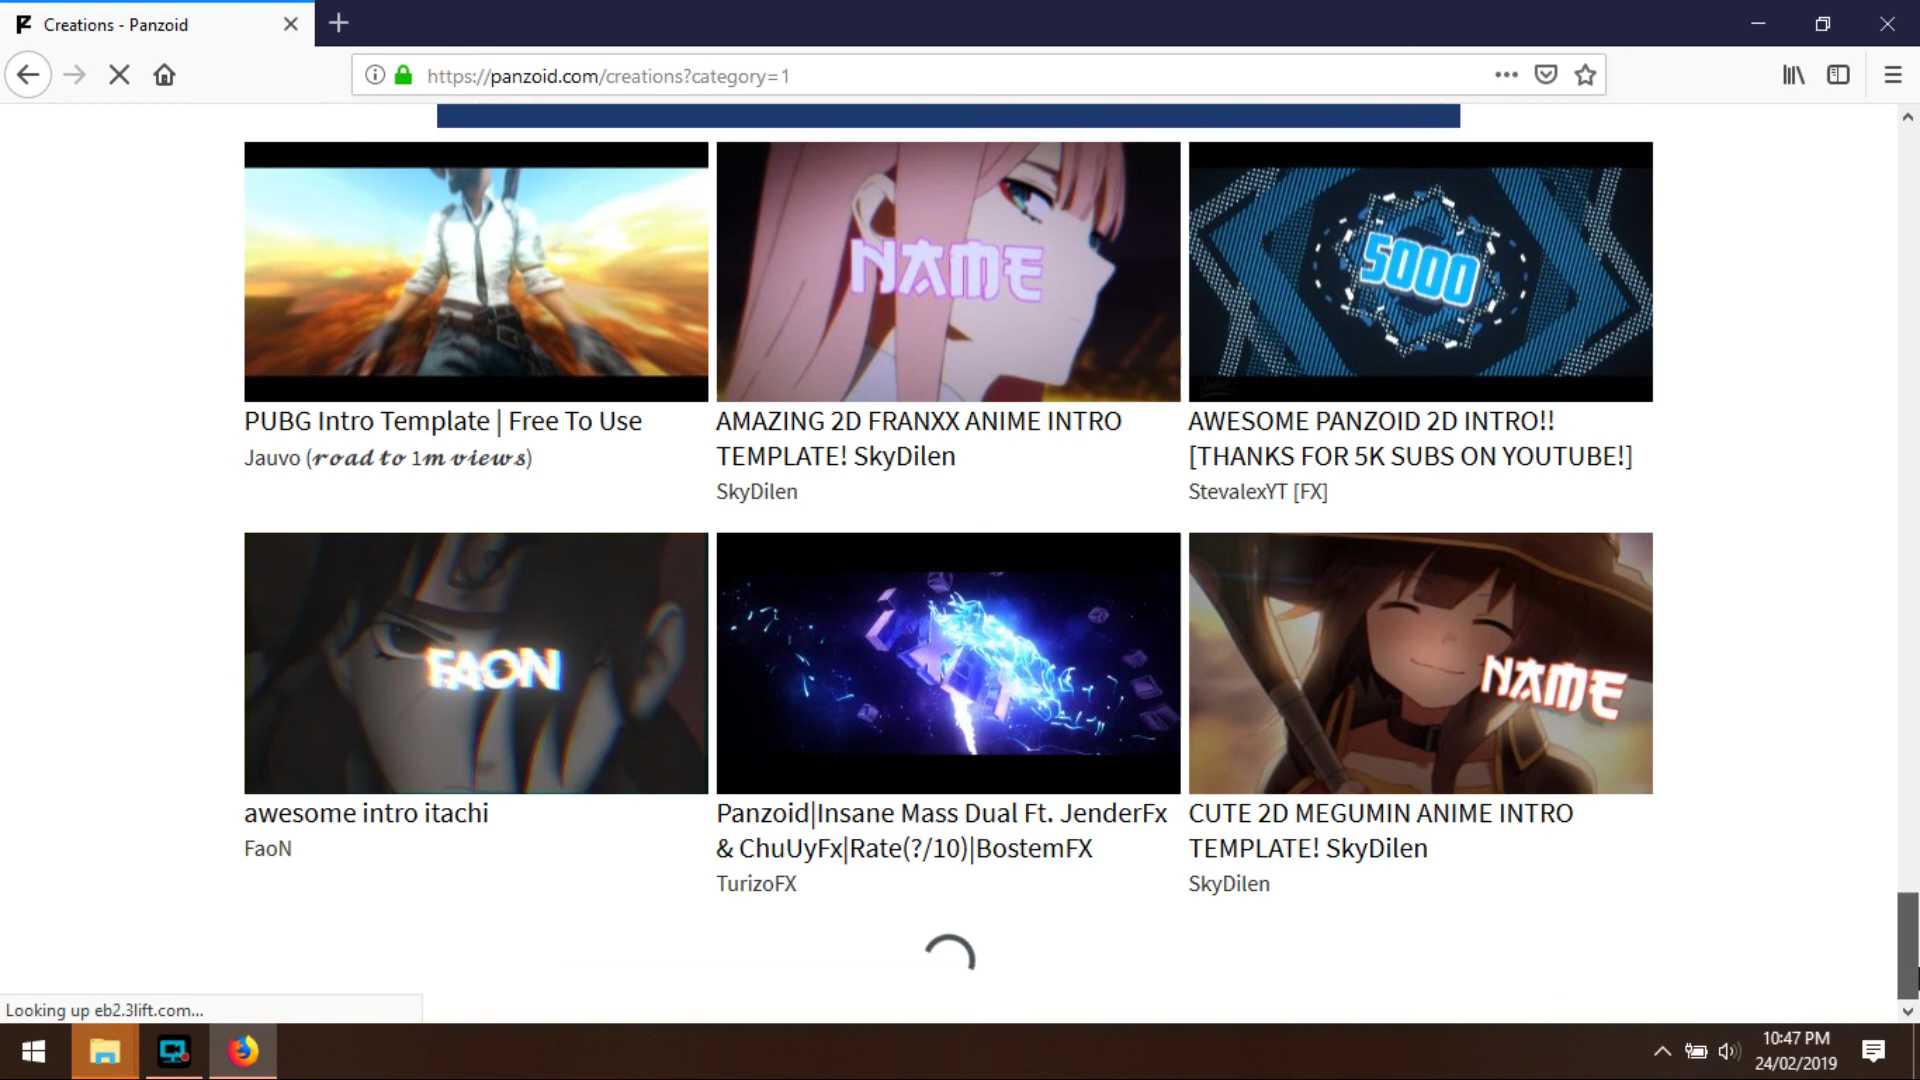 Creations - Panzoid
https://panzoid.com/creations?category=1
NAME
5000
PUBG Intro Template | Free To Use
AMAZING 2D FRANXX ANIME INTRO
AWESOME PANZOID 2D INTRO!!
Jauvo (𝓻𝓸𝓪𝓭 𝓽𝓸 1𝓶 𝓿𝓲𝓮𝔀𝓼)
TEMPLATE! SkyDilen
[THANKS FOR 5K SUBS ON YOUTUBE!]
SkyDilen
StevalexYT [FX]
FAON
NAME
awesome intro itachi
Panzoid|Insane Mass Dual Ft. JenderFx
CUTE 2D MEGUMIN ANIME INTRO
FaoN
& ChuUyFx|Rate(?/10)|BostemFX
TEMPLATE! SkyDilen
TurizoFX
SkyDilen
Looking up eb2.3lift.com...
10:47 PM
24/02/2019